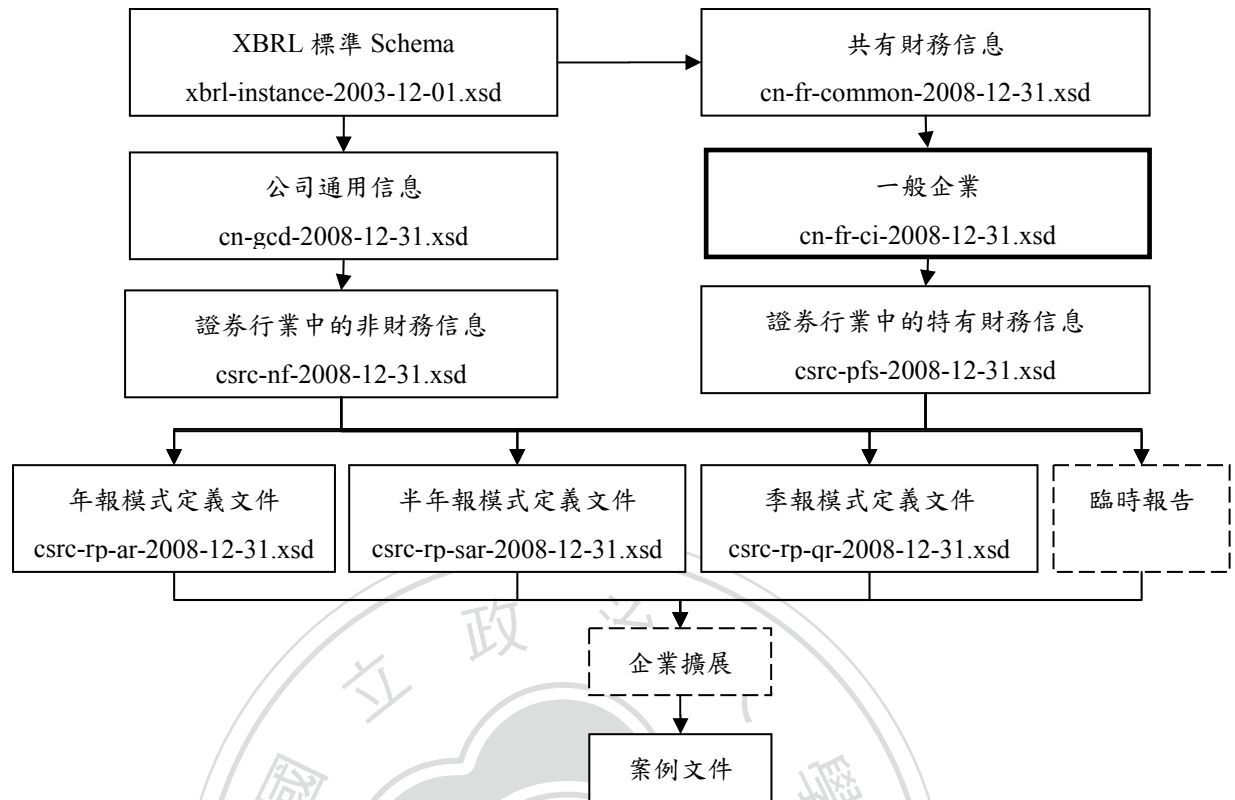 XBRL 標準 Schema
xbrl-instance-2003-12-01.xsd
共有財務信息
cn-fr-common-2008-12-31.xsd
公司通用信息
cn-gcd-2008-12-31.xsd
一般企業
cn-fr-ci-2008-12-31.xsd
證券行業中的非財務信息
csrc-nf-2008-12-31.xsd
證券行業中的特有財務信息
csrc-pfs-2008-12-31.xsd
年報模式定義文件
csrc-rp-ar-2008-12-31.xsd
半年報模式定義文件
csrc-rp-sar-2008-12-31.xsd
季報模式定義文件
csrc-rp-qr-2008-12-31.xsd
臨時報告
企業擴展
案例文件
國立政治
學